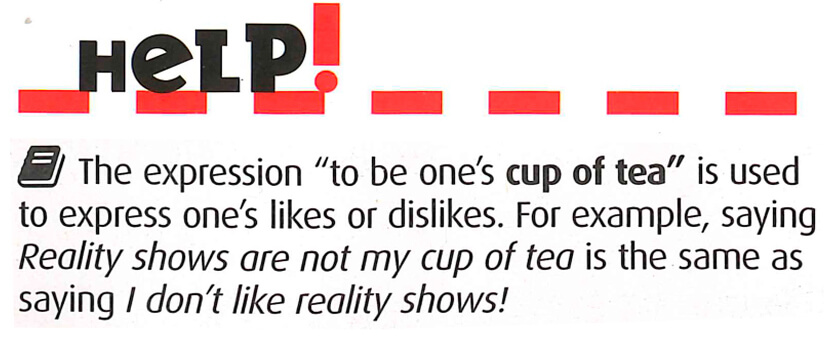 HeLP!
The expression “to be one’s cup of tea” is used
to express one’s likes or dislikes. For example, saying
Reality shows are not my cup of tea is the same as
saying I don’t like reality shows!